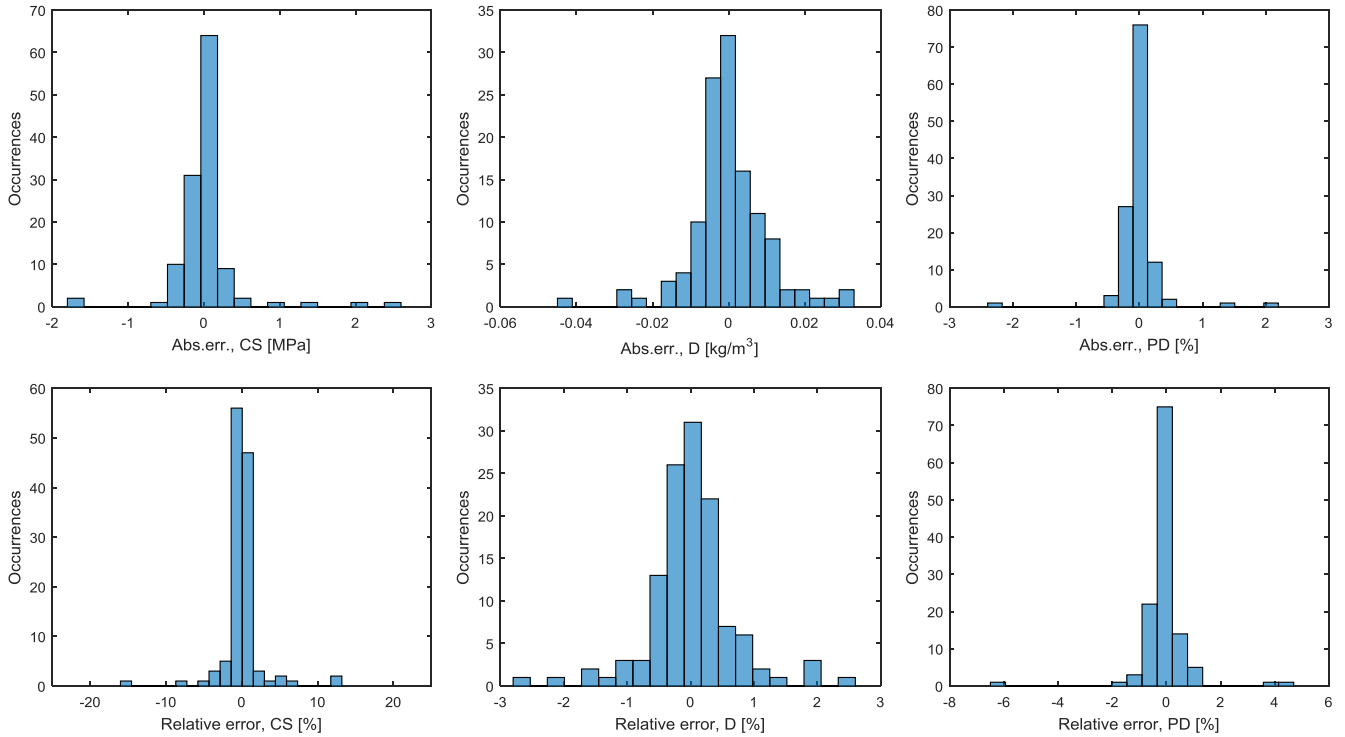 70
60
50
40
30
20
10
0
Occurrences
-2 -1 0 1 2 3
Abs.err., CS [MPa]
35
30
25
20
15
10
5
0
Occurrences
-0.06 -0.04 -0.02 0 0.02 0.04
Abs.err., D [kg/m³]
80
70
60
50
40
30
20
10
0
Occurrences
-3 -2 -1 0 1 2 3
Abs.err., PD [%]
60
50
40
30
20
10
0
Occurrences
-20 -10 0 10 20
Relative error, CS [%]
35
30
25
20
15
10
5
0
Occurrences
-3 -2 -1 0 1 2 3
Relative error, D [%]
80
70
60
50
40
30
20
10
0
Occurrences
-8 -6 -4 -2 0 2 4 6
Relative error, PD [%]